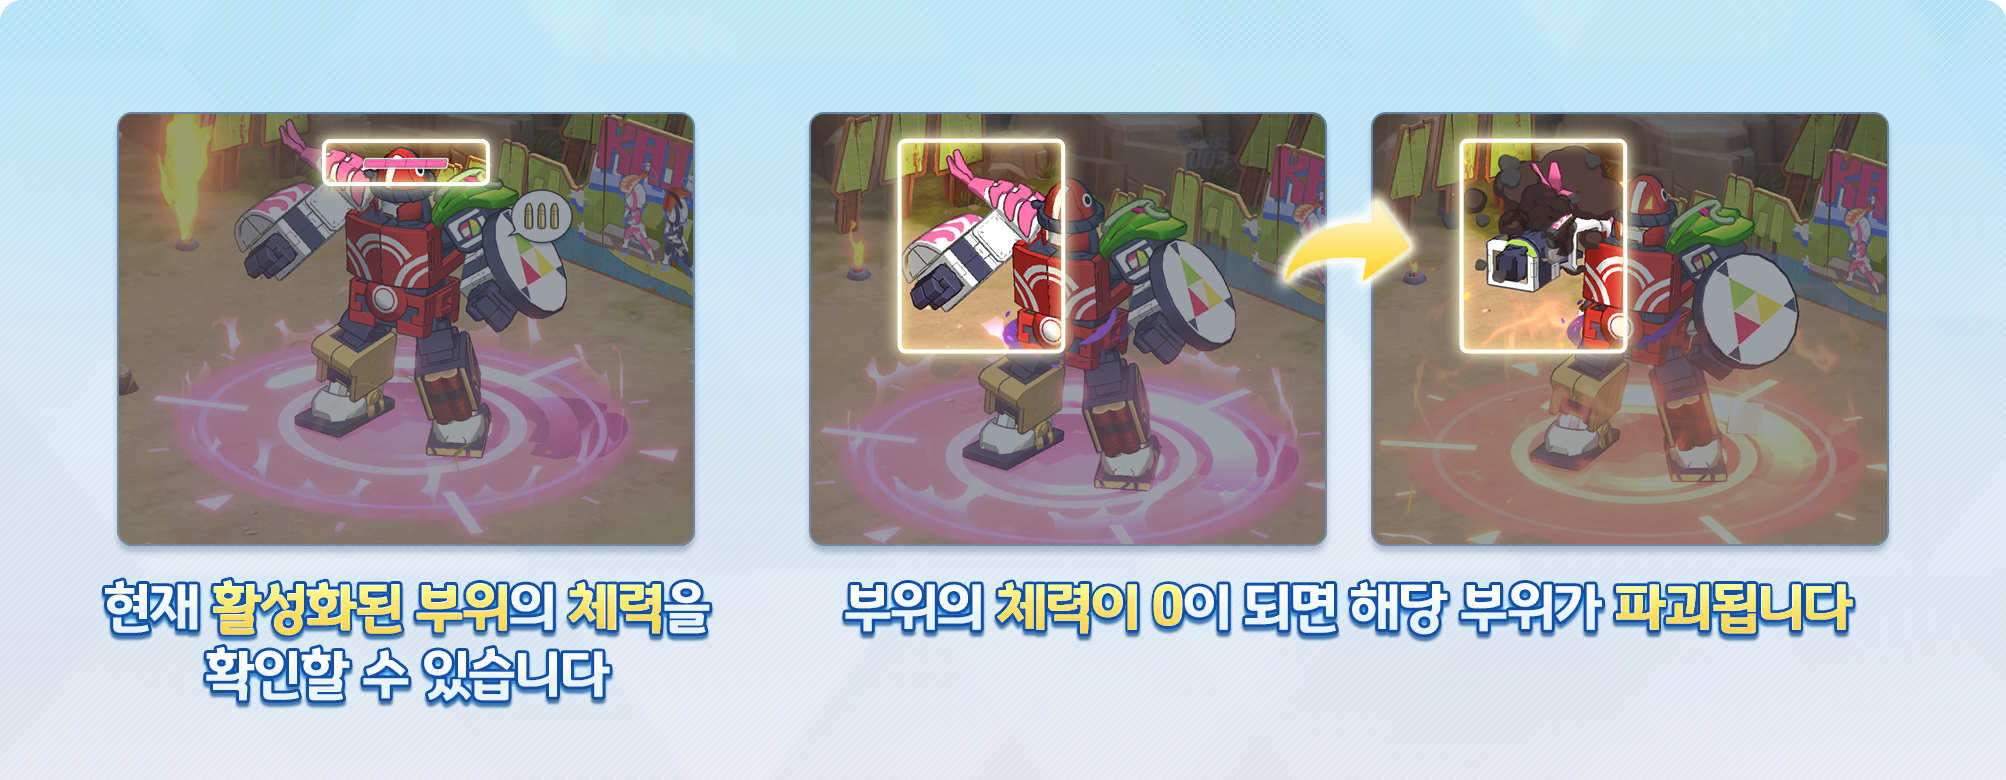 현재 활성화된 부위의 체력을
확인할 수 있습니다
부위의 체력이 0이 되면 해당 부위가 파괴됩니다